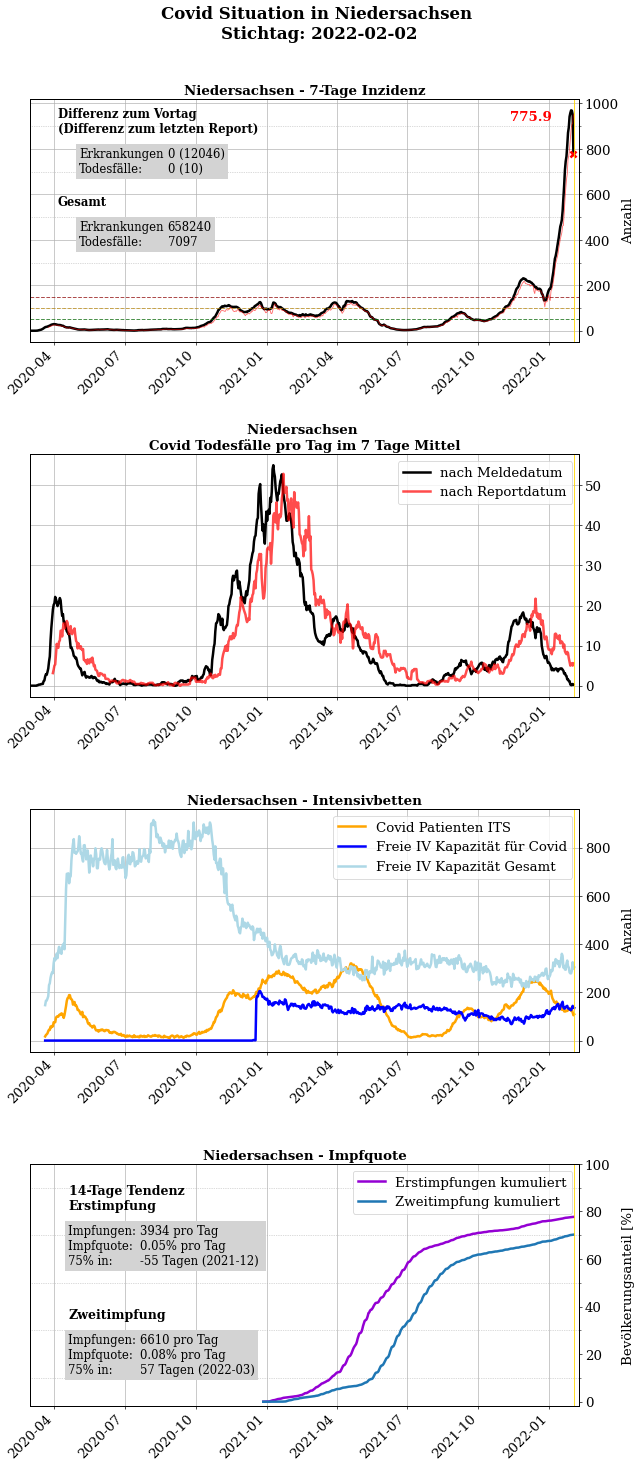 Covid Situation in Niedersachsen
Stichtag: 2022-02-02
Niedersachsen - 7-Tage Inzidenz
Differenz zum Vortag
(Differenz zum letzten Report)
Erkrankungen 0 (12046)
Todesfälle: 0 (10)
Gesamt
Erkrankungen 658240
Todesfälle: 7097
775.9
1000
800
600
400
200
0
Anzahl
2020-04
2020-07
2020-10
2021-01
2021-04
2021-07
2021-10
2022-01
Niedersachsen
Covid Todesfälle pro Tag im 7 Tage Mittel
nach Meldedatum
nach Reportdatum
50
40
30
20
10
0
2020-04
2020-07
2020-10
2021-01
2021-04
2021-07
2021-10
2022-01
Niedersachsen - Intensivbetten
Covid Patienten ITS
Freie IV Kapazität für Covid
Freie IV Kapazität Gesamt
800
600
400
200
0
Anzahl
2020-04
2020-07
2020-10
2021-01
2021-04
2021-07
2021-10
2022-01
Niedersachsen - Impfquote
14-Tage Tendenz
Erstimpfung
Impfungen: 3934 pro Tag
Impfquote: 0.05% pro Tag
75% in: -55 Tagen (2021-12)
Zweitimpfung
Impfungen: 6610 pro Tag
Impfquote: 0.08% pro Tag
75% in: 57 Tagen (2022-03)
Erstimpfungen kumuliert
Zweitimpfung kumuliert
100
80
60
40
20
0
Bevölkerungsanteil [%]
2020-04
2020-07
2020-10
2021-01
2021-04
2021-07
2021-10
2022-01